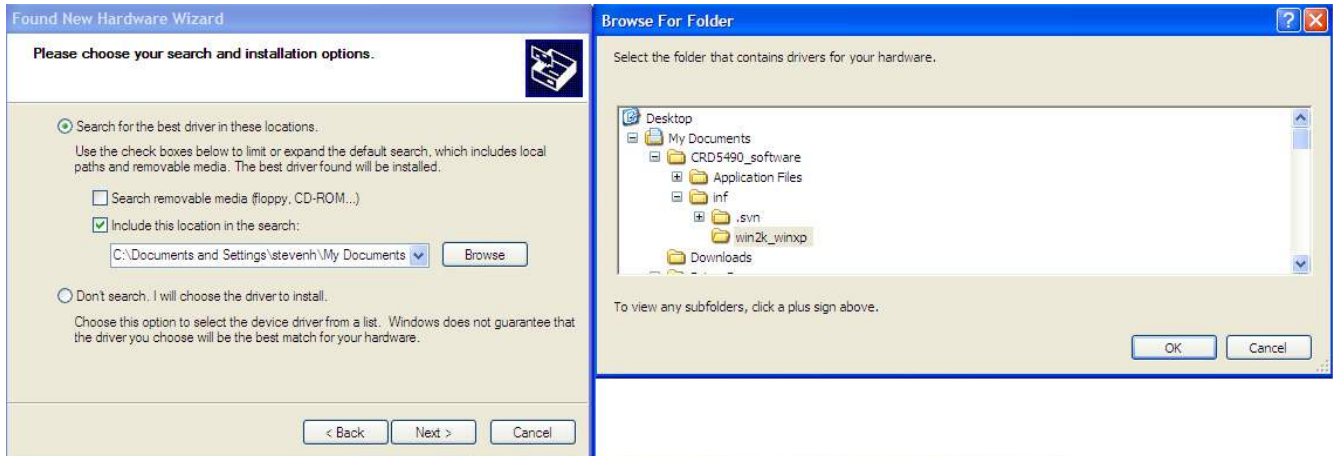 Found New Hardware Wizard
Please choose your search and installation options.
Search for the best driver in these locations.
Use the check boxes below to limit or expand the default search, which includes local
paths and removable media. The best driver found will be installed.
Search removable media (floppy, CD-ROM...)
Include this location in the search:
C:\Documents and Settings\stevenh\My Documents
Browse
Don't search. I will choose the driver to install.
Choose this option to select the device driver from a list. Windows does not guarantee that
the driver you choose will be the best match for your hardware.
< Back
Next >
Cancel
Browse For Folder
Select the folder that contains drivers for your hardware.
Desktop
My Documents
CRD5490_software
Application Files
inf
.svn
win2k_winxp
Downloads
To view any subfolders, click a plus sign above.
OK
Cancel